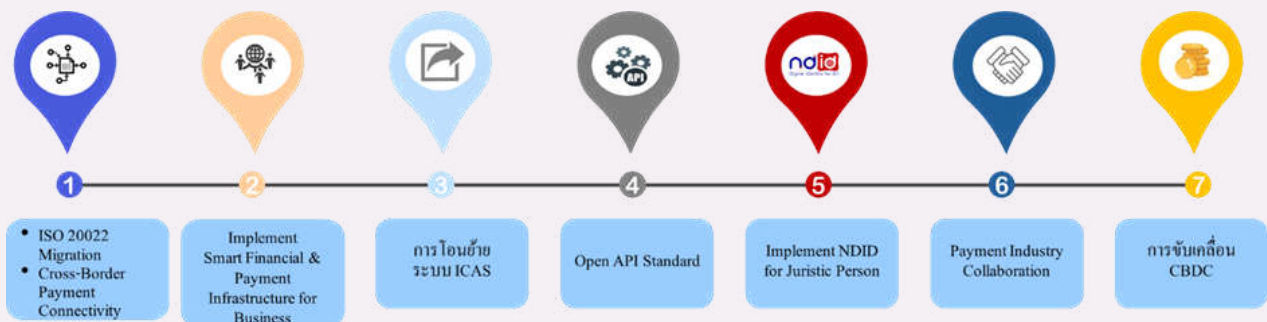 API
ndid
1
2
3
4
5
6
7
• ISO 20022
Migration
• Cross-Border
Payment
Connectivity
Implement
Smart Financial &
Payment
Infrastructure for
Business
การโอนย้าย
ระบบ ICAS
Open API Standard
Implement NDID
for Juristic Person
Payment Industry
Collaboration
การขับเคลื่อน
CBDC